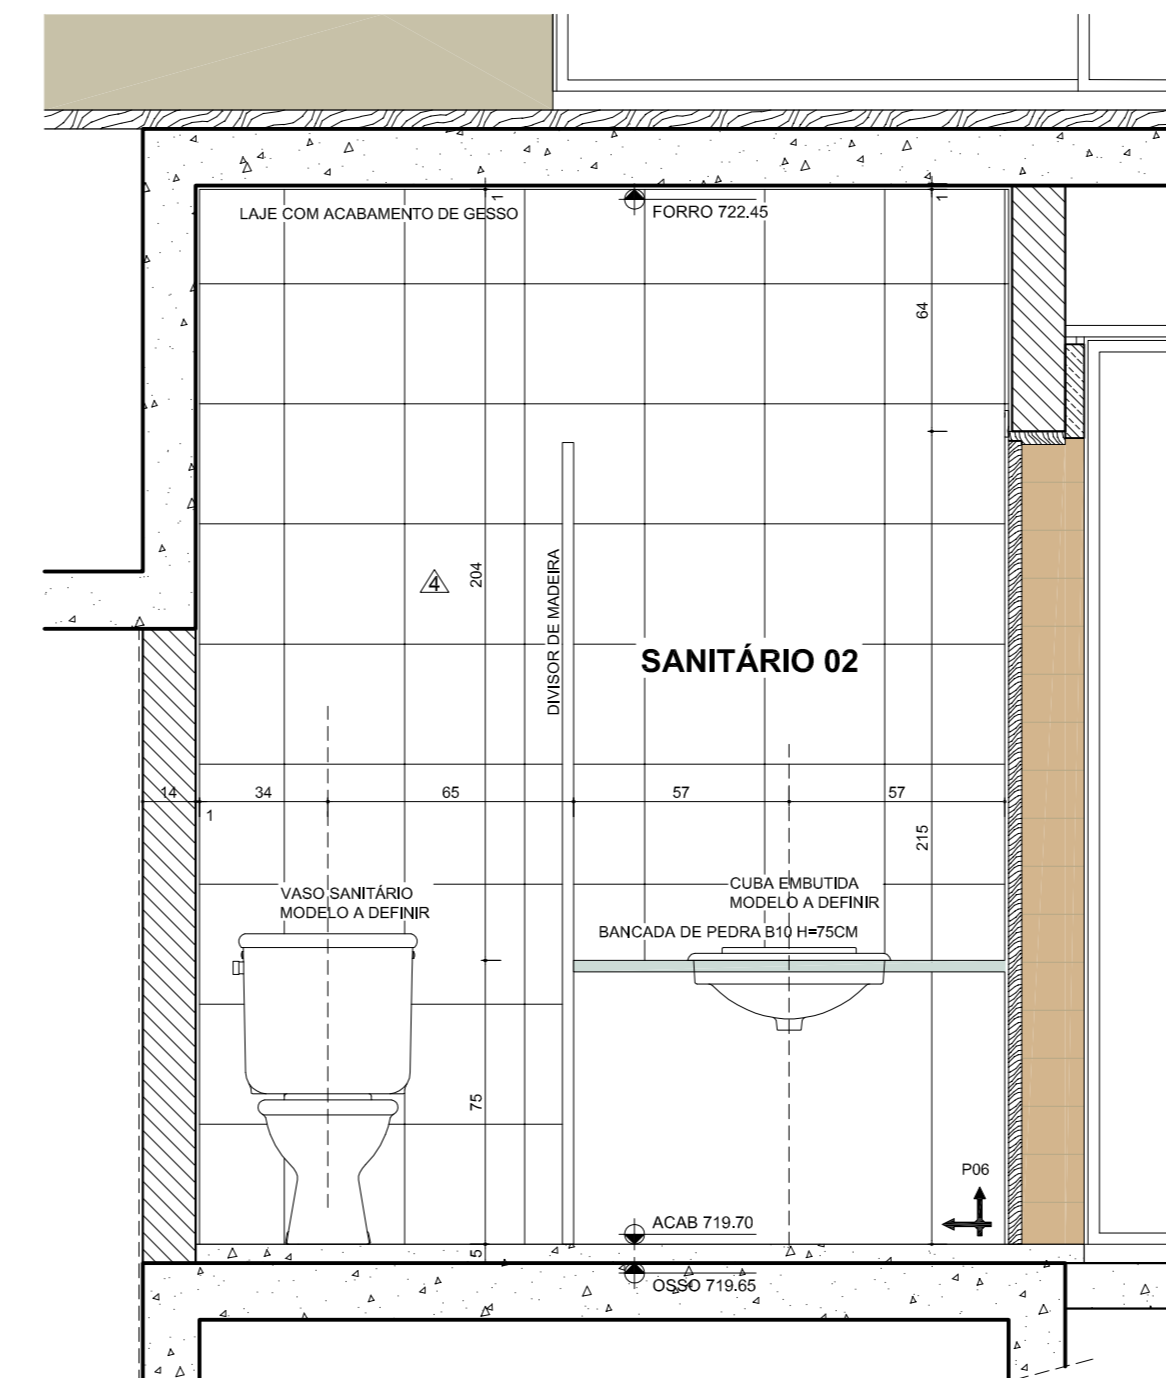 1
1
LAJE COM ACABAMENTO DE GESSO
FORRO 722.45
64
4
204
DIVISOR DE MADEIRA
SANITÁRIO 02
14
34
65
57
57
1
215
VASO SANITÁRIO
MODELO A DEFINIR
CUBA EMBUTIDA
MODELO A DEFINIR
BANCADA DE PEDRA B10 H=75CM
75
P06
ACAB 719.70
5
OSSO 719.65